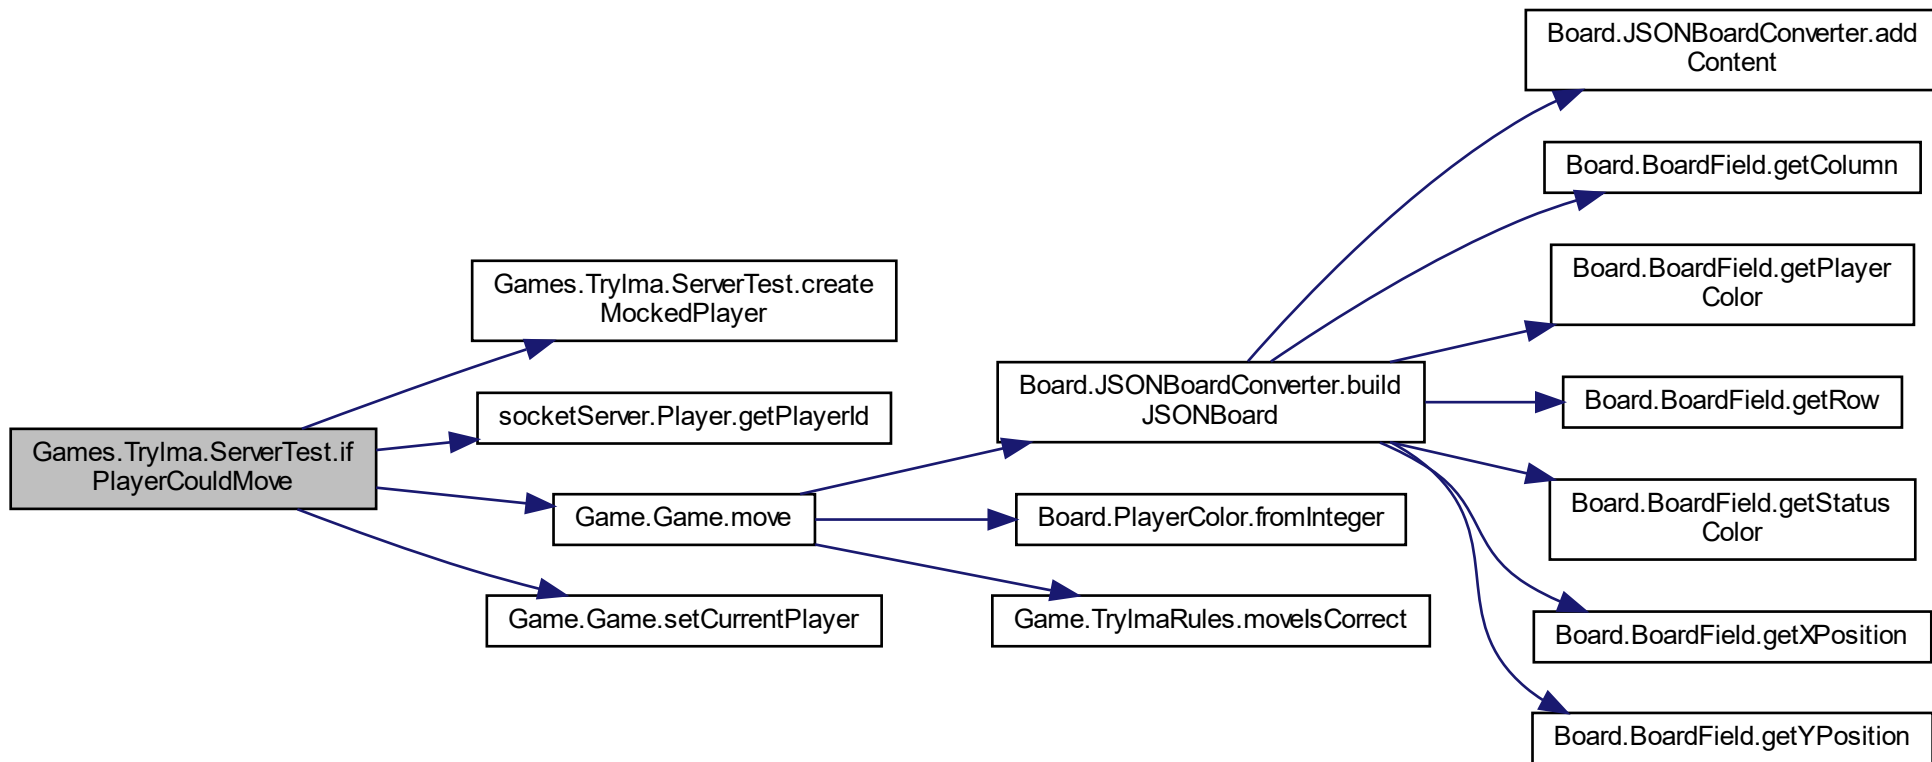 Games.Trylma.ServerTest.if
PlayerCouldMove
Games.Trylma.ServerTest.create
MockedPlayer
socketServer.Player.getPlayerId
Game.Game.move
Game.Game.setCurrentPlayer
Board.JSONBoardConverter.build
JSONBoard
Board.PlayerColor.fromInteger
Game.TrylmaRules.moveIsCorrect
Board.JSONBoardConverter.add
Content
Board.BoardField.getColumn
Board.BoardField.getPlayer
Color
Board.BoardField.getRow
Board.BoardField.getStatus
Color
Board.BoardField.getXPosition
Board.BoardField.getYPosition